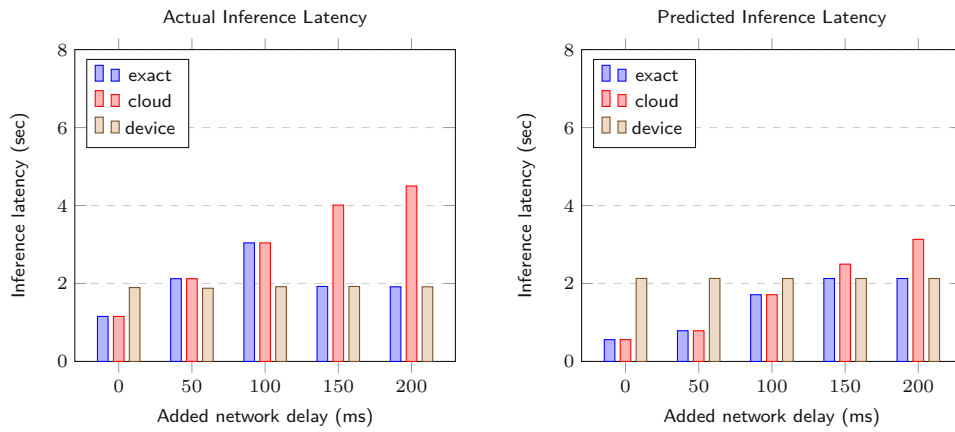 Actual Inference Latency
8
6
4
2
0
Inference latency (sec)
exact
cloud
device
0 50 100 150 200
Added network delay (ms)
Predicted Inference Latency
8
6
4
2
0
Inference latency (sec)
exact
cloud
device
0 50 100 150 200
Added network delay (ms)